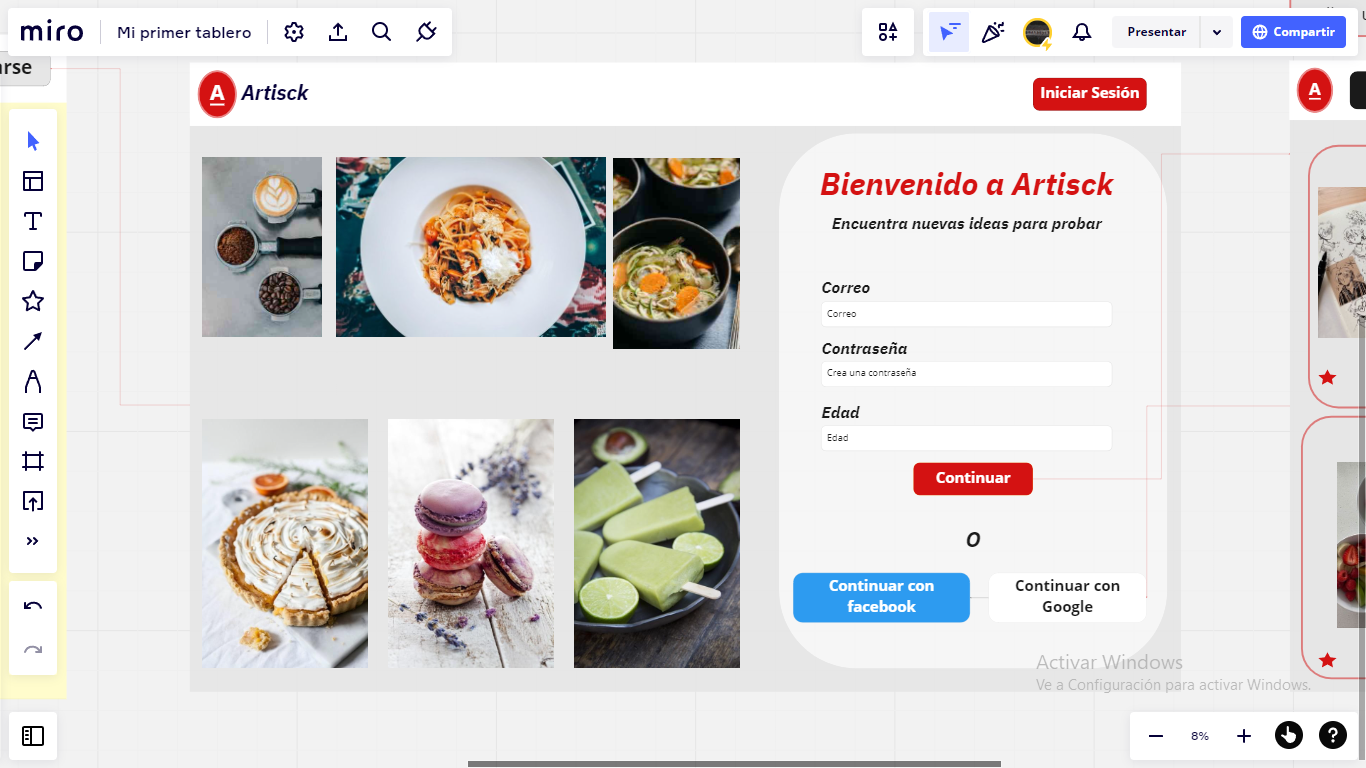 miro
Mi primer tablero
Presentar
Compartir
arse
A
Artisck
Iniciar Sesión
A
Bienvenido a Artisck
Encuentra nuevas ideas para probar
Correo
Correo
Contraseña
Crea una contraseña
Edad
Edad
Continuar
O
Continuar con
facebook
Continuar con
Google
Activar Windows
Ve a Configuración para activar Windows.
8%